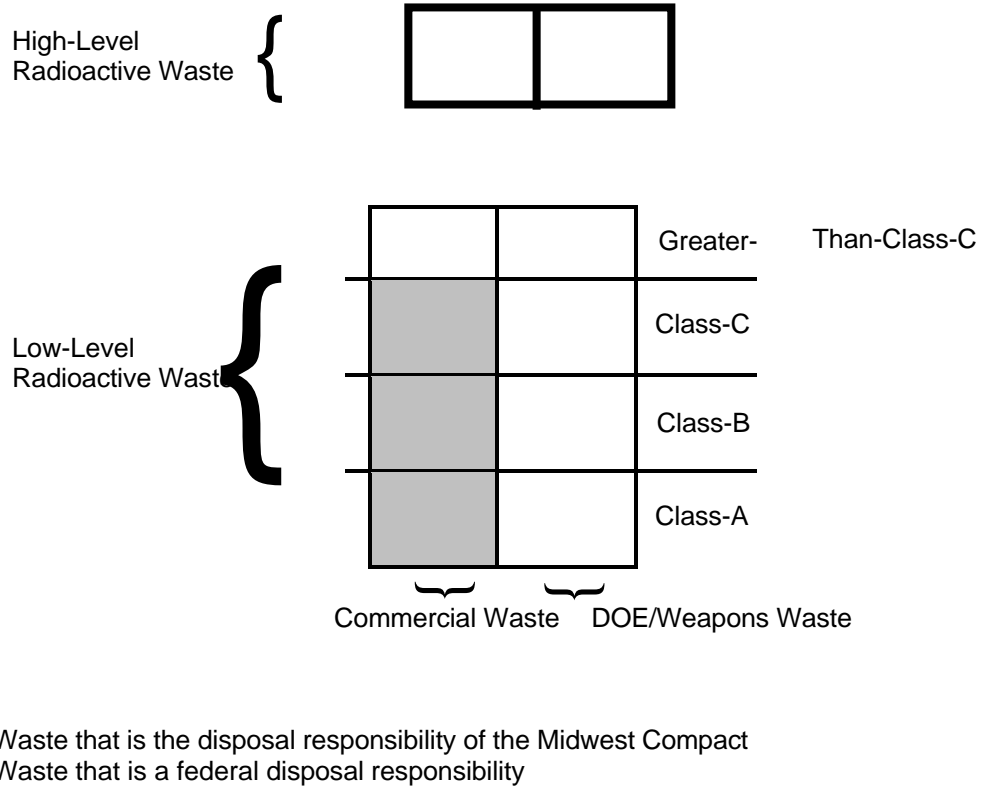 High-Level
Radioactive Waste
Greater- Than-Class-C
Class-C
Low-Level
Radioactive Waste
Class-B
Class-A
Commercial Waste DOE/Weapons Waste
Waste that is the disposal responsibility of the Midwest Compact
Waste that is a federal disposal responsibility